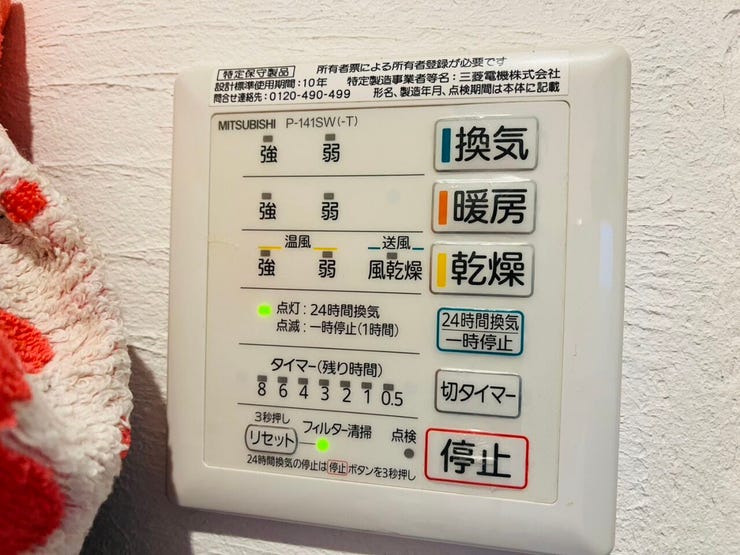 特定保守製品 所有者票による所有者登録が必要です
設計標準使用期間:10年 特定製造事業者等名:三菱電機株式会社
問合せ連絡先:0120-490-499 形名、製造年月、点検期間は本体に記載
MITSUBISHI P-141SW(-T)
強 弱 換気
強 弱 暖房
温風 送風
強 弱 風乾燥 乾燥
点灯:24時間換気
点滅:一時停止(1時間)
24時間換気
一時停止
タイマー(残り時間)
8 6 4 3 2 1 0.5
切タイマー
3秒押し
リセット フィルター清掃 点検
停止
24時間換気の停止は停止ボタンを3秒押し